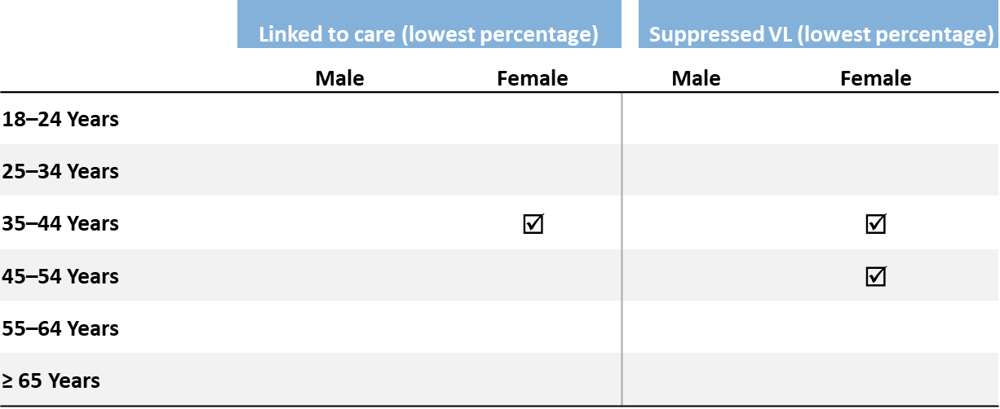 Linked to care (lowest percentage) Suppressed VL (lowest percentage)
Male Female Male Female
18–24 Years
25–34 Years
35–44 Years ☑ ☑
45–54 Years ☑
55–64 Years
≥ 65 Years